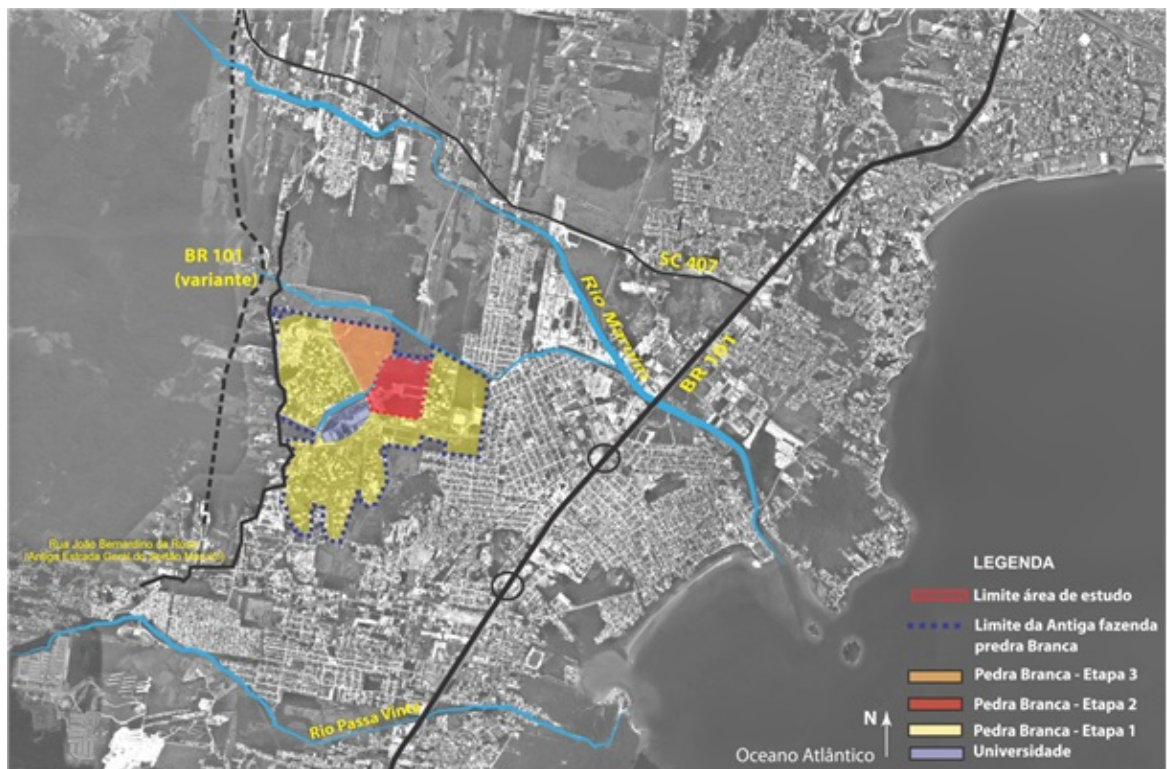 SC 407
BR 101
(variante)
Rio Maruim
BR 101
Rua João Bernardino da Rosa
(Antiga Estrada Geral do Sertão Maruim)
Rio Passa Vinte
LEGENDA
Limite área de estudo
Limite da Antiga fazenda
predra Branca
Pedra Branca - Etapa 3
Pedra Branca - Etapa 2
Pedra Branca - Etapa 1
Universidade
N
Oceano Atlântico